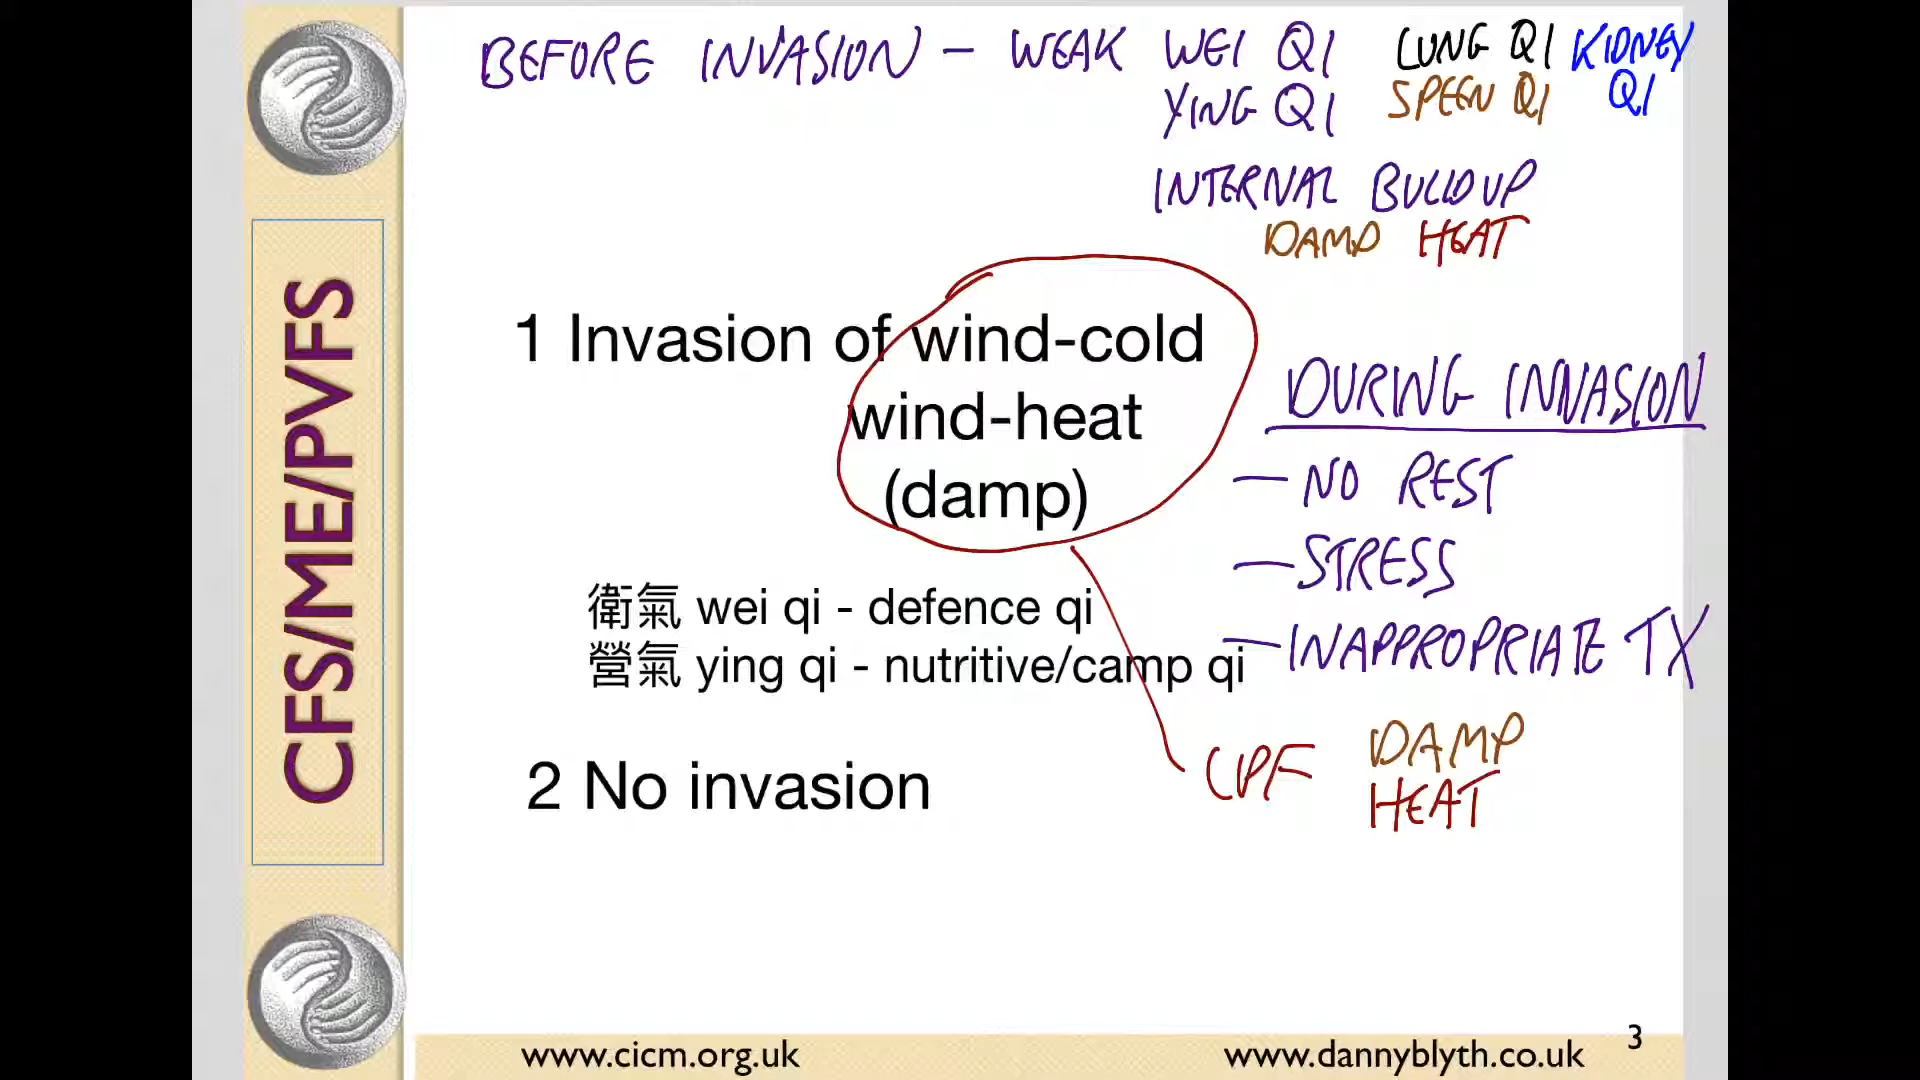 BEFORE INVASION - WEAK WEI QI LUNG QI KIDNEY
YING QI SPEEN QI QI
INTERNAL BUILDUP
DAMP HEAT
CFS/ME/PVFS
1 Invasion of wind-cold
wind-heat
(damp)
DURING INVASION
- NO REST
- STRESS
- INAPPROPRIATE TX
衛氣 wei qi - defence qi
營氣 ying qi - nutritive/camp qi
2 No invasion
LPF DAMP
HEAT
www.cicm.org.uk
www.dannyblyth.co.uk
3